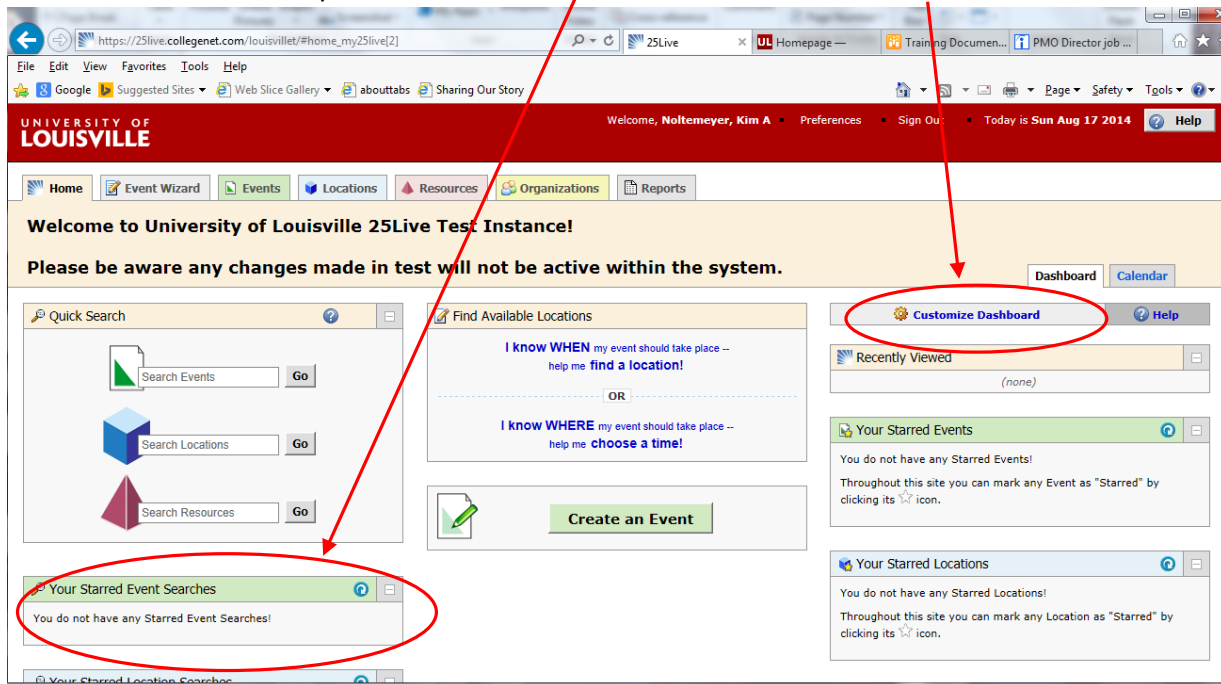 https://25live.collegenet.com/louisvillet/#home_my25live[2]
25Live
Homepage —
Training Documen...
PMO Director job ...
File Edit View Favorites Tools Help
Google Suggested Sites Web Slice Gallery abouttabs Sharing Our Story
Page Safety Tools
UNIVERSITY OF
LOUISVILLE
Welcome, Noltemeyer, Kim A Preferences Sign Out Today is Sun Aug 17 2014 Help
Home Event Wizard Events Locations Resources Organizations Reports
Welcome to University of Louisville 25Live Test Instance!
Please be aware any changes made in test will not be active within the system.
Dashboard Calendar
Quick Search
Search Events Go
Search Locations Go
Search Resources Go
Your Starred Event Searches
You do not have any Starred Event Searches!
Your Starred Location Searches
Find Available Locations
I know WHEN my event should take place --
help me find a location!
OR
I know WHERE my event should take place --
help me choose a time!
Create an Event
Customize Dashboard Help
Recently Viewed
(none)
Your Starred Events
You do not have any Starred Events!
Throughout this site you can mark any Event as "Starred" by
clicking its icon.
Your Starred Locations
You do not have any Starred Locations!
Throughout this site you can mark any Location as "Starred" by
clicking its icon.